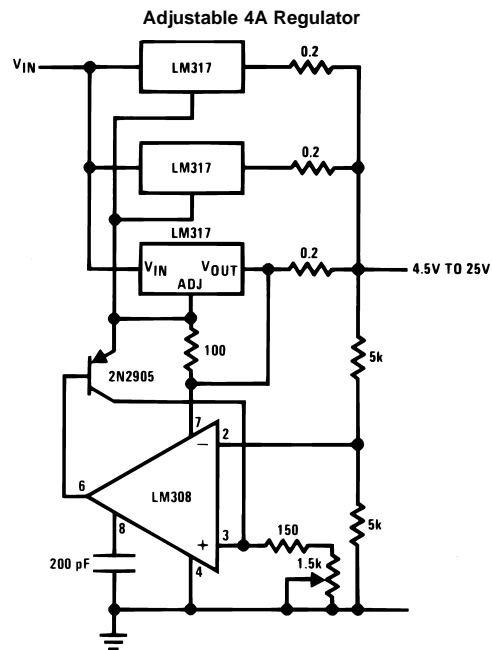 Adjustable 4A Regulator
0.2
VIN
LM317
0.2
LM317
LM317
0.2
VIN VOUT
4.5V TO 25V
ADJ
100
5k
2N2905
7
2
−
6
LM308
5k
8
3
150
+
200 pF
4
1.5k